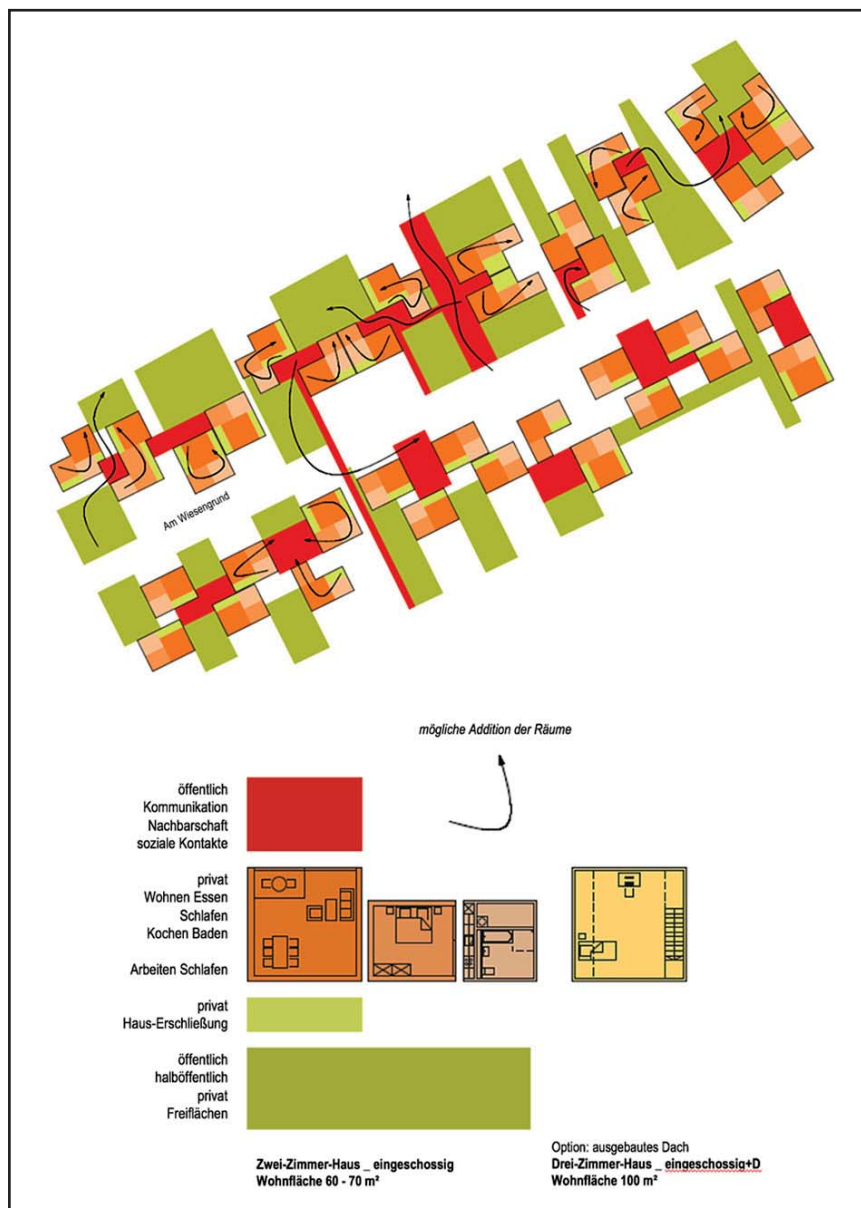 Am Wiesengrund
mögliche Addition der Räume
öffentlich
Kommunikation
Nachbarschaft
soziale Kontakte
privat
Wohnen Essen
Schlafen
Kochen Baden
Arbeiten Schlafen
privat
Haus-Erschließung
öffentlich
halböffentlich
privat
Freiflächen
Zwei-Zimmer-Haus _ eingeschossig
Wohnfläche 60 - 70 m²
Option: ausgebautes Dach
Drei-Zimmer-Haus _ eingeschossig+D
Wohnfläche 100 m²